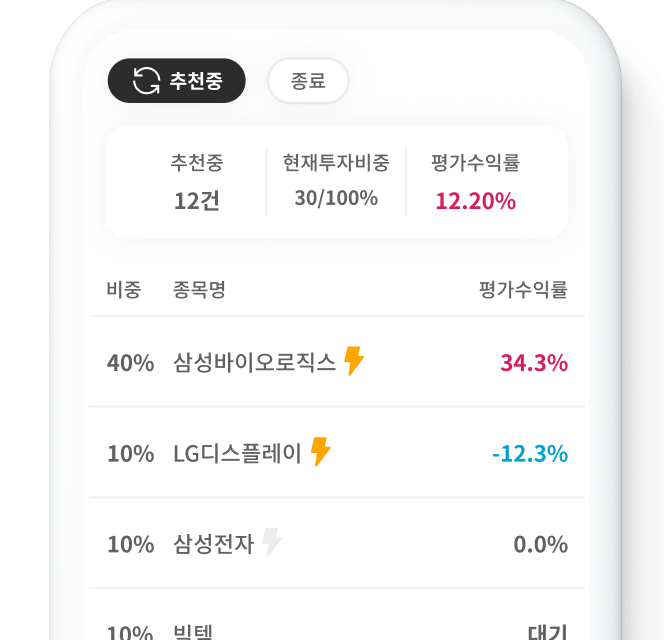 추천중 종료
추천중 현재투자비중 평가수익률
12건 30/100% 12.20%
비중 종목명 평가수익률
40% 삼성바이오로직스 34.3%
10% LG디스플레이 -12.3%
10% 삼성전자 0.0%
10% 빅텍 대기